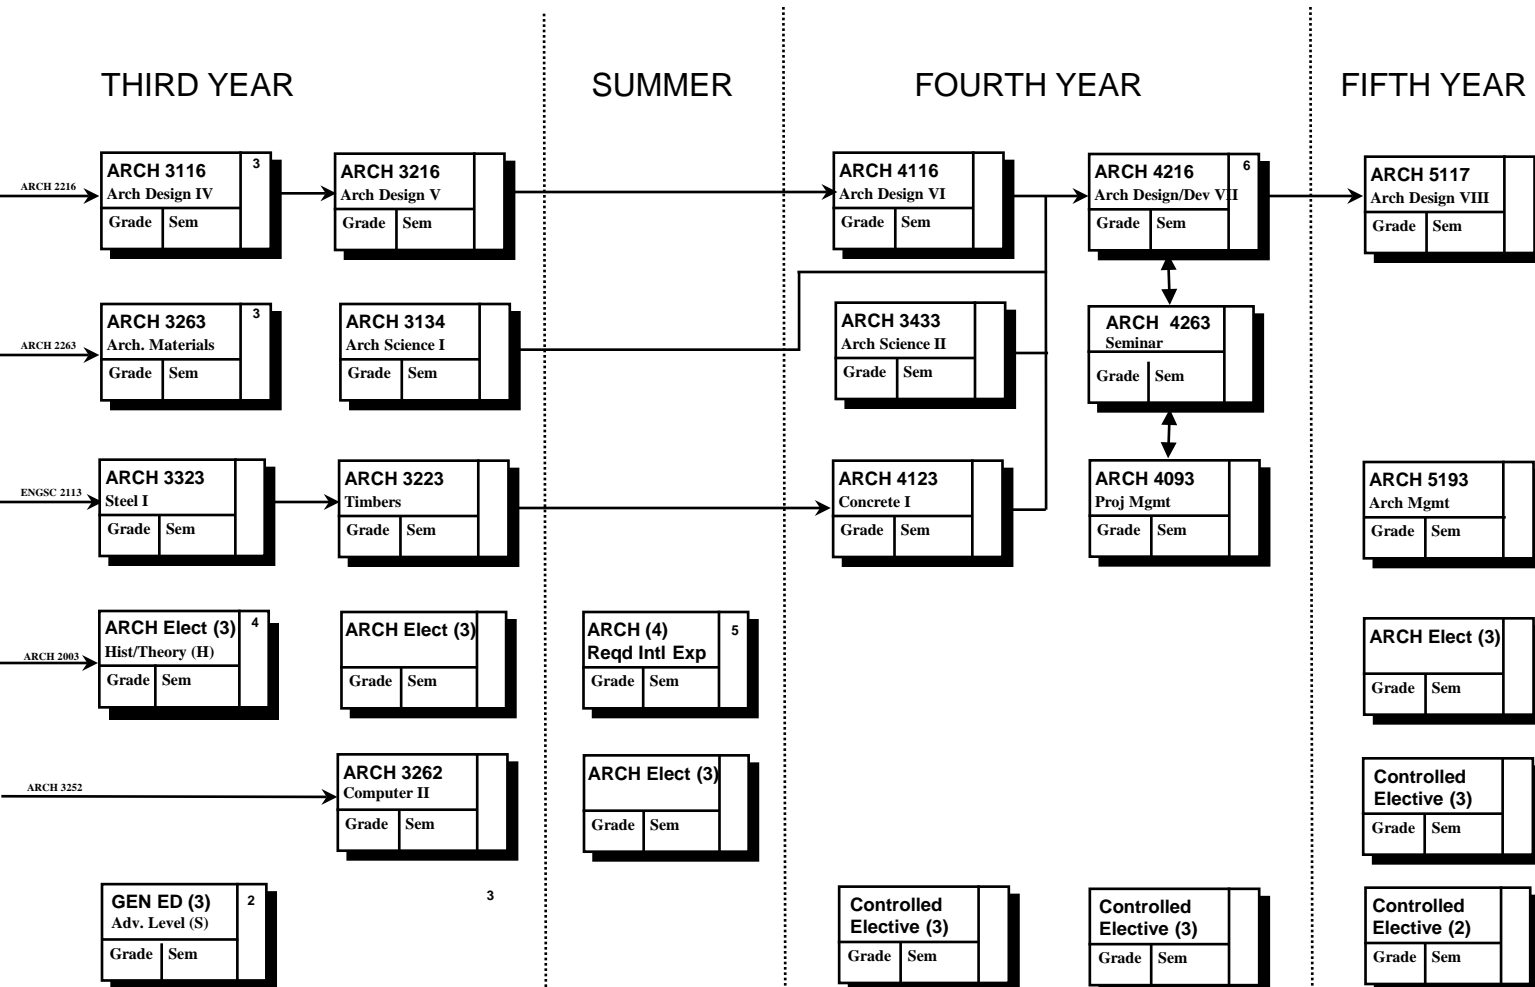 THIRD YEAR
SUMMER
FOURTH YEAR
FIFTH YEAR
ARCH 2216
ARCH 3116
3
Arch Design IV
Grade Sem
ARCH 3216
Arch Design V
Grade Sem
ARCH 4116
Arch Design VI
Grade Sem
ARCH 4216
6
Arch Design/Dev VII
Grade Sem
ARCH 5117
Arch Design VIII
Grade Sem
ARCH 2263
ARCH 3263
3
Arch. Materials
Grade Sem
ARCH 3134
Arch Science I
Grade Sem
ARCH 3433
Arch Science II
Grade Sem
ARCH 4263
Seminar
Grade Sem
ENGSC 2113
ARCH 3323
Steel I
Grade Sem
ARCH 3223
Timbers
Grade Sem
ARCH 4123
Concrete I
Grade Sem
ARCH 4093
Proj Mgmt
Grade Sem
ARCH 5193
Arch Mgmt
Grade Sem
ARCH 2003
ARCH Elect (3)
4
Hist/Theory (H)
Grade Sem
ARCH Elect (3)
Grade Sem
ARCH (4)
5
Reqd Intl Exp
Grade Sem
ARCH Elect (3)
Grade Sem
ARCH 3252
ARCH 3262
Computer II
Grade Sem
ARCH Elect (3)
Grade Sem
Controlled
Elective (3)
Grade Sem
GEN ED (3)
2
Adv. Level (S)
Grade Sem
3
Controlled
Elective (3)
Grade Sem
Controlled
Elective (3)
Grade Sem
Controlled
Elective (2)
Grade Sem